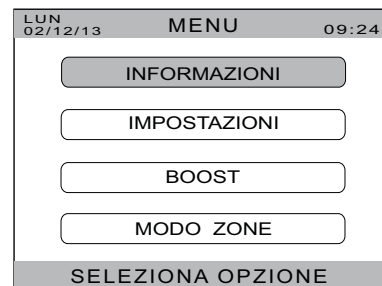 LUN
02/12/13 MENU 09:24
INFORMAZIONI
IMPOSTAZIONI
BOOST
MODO ZONE
SELEZIONA OPZIONE